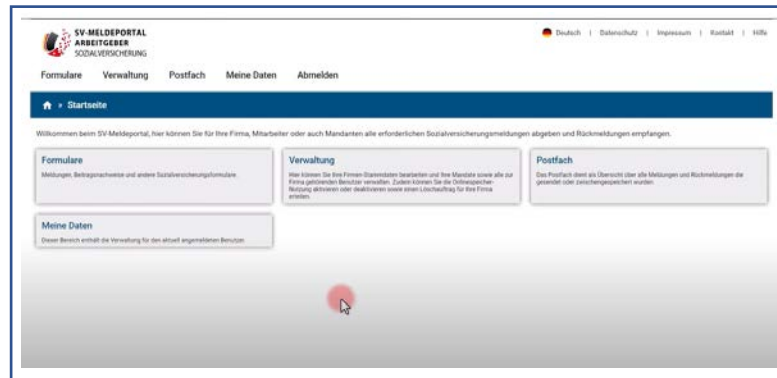 SV-MELDEPORTAL
ARBEITGEBER
SOZIALVERSICHERUNG
Deutsch | Datenschutz | Impressum | Kontakt | Hilfe
Formulare Verwaltung Postfach Meine Daten Abmelden
» Startseite
Willkommen beim SV-Meldeportal, hier können Sie für Ihre Firma, Mitarbeiter oder auch Mandanten alle erforderlichen Sozialversicherungsmeldungen abgeben und Rückmeldungen empfangen.
Formulare
Meldungen, Beitragsnachweise und andere Sozialversicherungsformulare.
Verwaltung
Hier können Sie Ihre Firmen-Stammdaten bearbeiten und Ihre Mandate sowie alle zur
Firma gehörenden Benutzer verwalten. Zudem können Sie die Onlinespeicher-
Nutzung aktivieren oder deaktivieren sowie einen Löschauftrag für Ihre Firma
erteilen.
Postfach
Das Postfach dient als Übersicht über alle Meldungen und Rückmeldungen die
gesendet oder zwischengespeichert wurden.
Meine Daten
Dieser Bereich enthält die Verwaltung für den aktuell angemeldeten Benutzer.